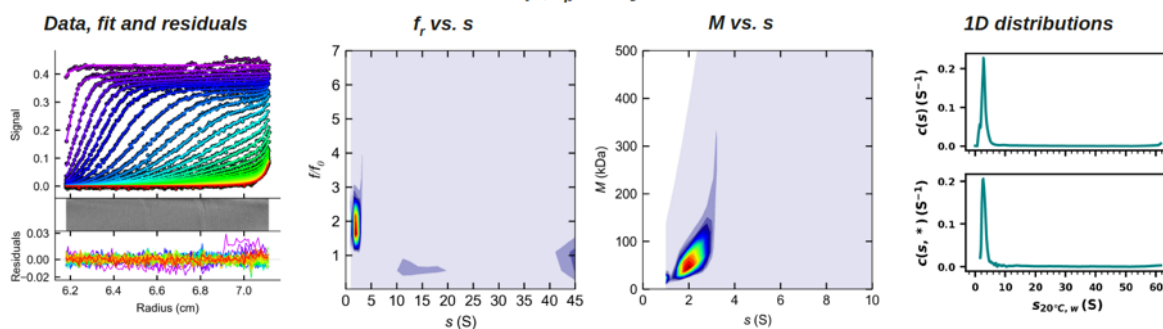 Data, fit and residuals
fr vs. s
M vs. s
1D distributions
Signal
0.4
0.3
0.2
0.1
0.0
Residuals
0.03
0.00
−0.02
6.2 6.4 6.6 6.8 7.0
Radius (cm)
f/f0
7
6
5
4
3
2
1
0 5 10 15 20 25 30 35 40 45
s (S)
M (kDa)
500
400
300
200
100
0
0 2 4 6 8 10
s (S)
c(s) (S−1)
0.2
0.1
0.0
c(s, *) (S−1)
0.2
0.1
0.0
0 10 20 30 40 50 60
s20°C, w (S)